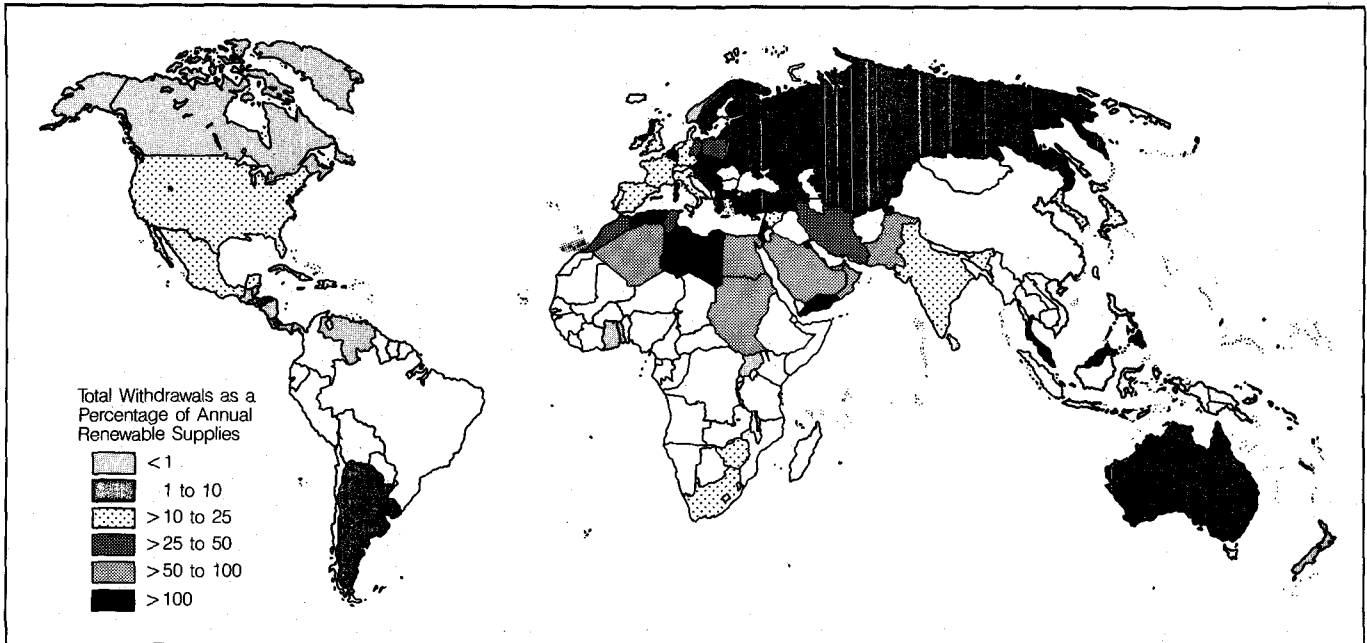 Total Withdrawals as a
Percentage of Annual
Renewable Supplies
<1
1 to 10
>10 to 25
>25 to 50
>50 to 100
>100